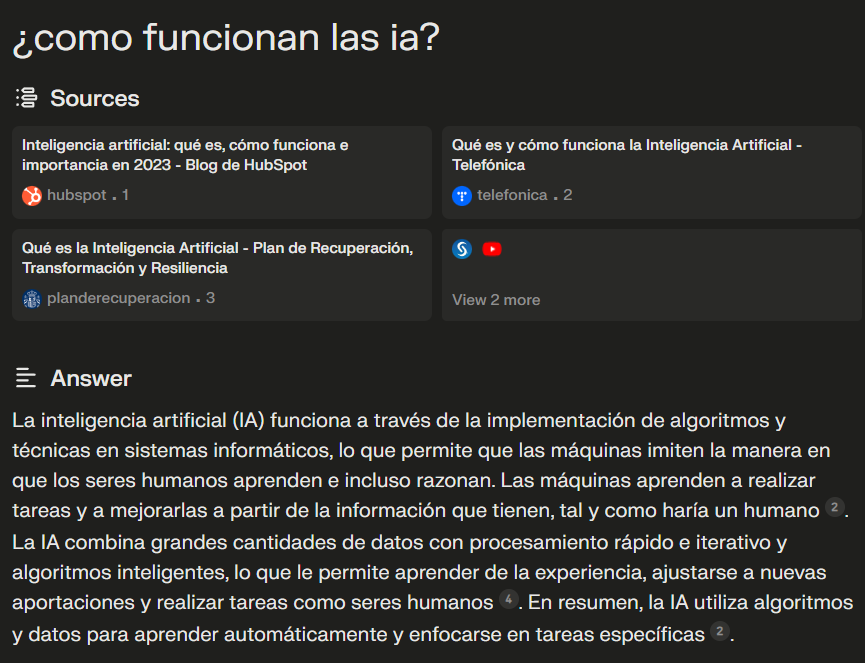 ¿como funcionan las ia?
Sources
Inteligencia artificial: qué es, cómo funciona e
importancia en 2023 - Blog de HubSpot
hubspot . 1
Qué es y cómo funciona la Inteligencia Artificial -
Telefónica
telefonica . 2
Qué es la Inteligencia Artificial - Plan de Recuperación,
Transformación y Resiliencia
planderecuperacion . 3
View 2 more
Answer
La inteligencia artificial (IA) funciona a través de la implementación de algoritmos y
técnicas en sistemas informáticos, lo que permite que las máquinas imiten la manera en
que los seres humanos aprenden e incluso razonan. Las máquinas aprenden a realizar
tareas y a mejorarlas a partir de la información que tienen, tal y como haría un humano 2.
La IA combina grandes cantidades de datos con procesamiento rápido e iterativo y
algoritmos inteligentes, lo que le permite aprender de la experiencia, ajustarse a nuevas
aportaciones y realizar tareas como seres humanos 4. En resumen, la IA utiliza algoritmos
y datos para aprender automáticamente y enfocarse en tareas específicas 2.